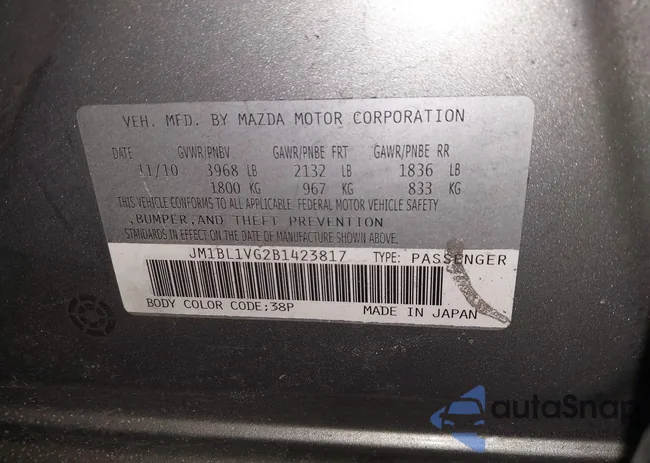 VEH. MFD. BY MAZDA MOTOR CORPORATION
DATE GVWR/PNBV GAWR/PNBE FRT GAWR/PNBE RR
11/10 3968 LB 2132 LB 1836 LB
1800 KG 967 KG 833 KG
THIS VEHICLE CONFORMS TO ALL APPLICABLE FEDERAL MOTOR VEHICLE SAFETY
,BUMPER,AND THEFT PREVENTION
STANDARDS IN EFFECT ON THE DATE OF MANUFACTURE SHOWN ABOVE.
JM1BL1VG2B1423817 TYPE: PASSENGER
BODY COLOR CODE:38P MADE IN JAPAN
autoSnap